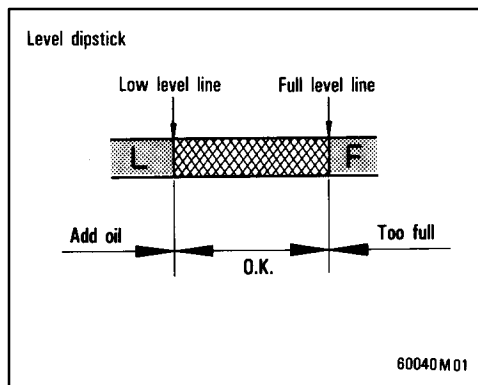 Level dipstick
Low level line Full level line
L F
Add oil Too full
O.K.
60040M01